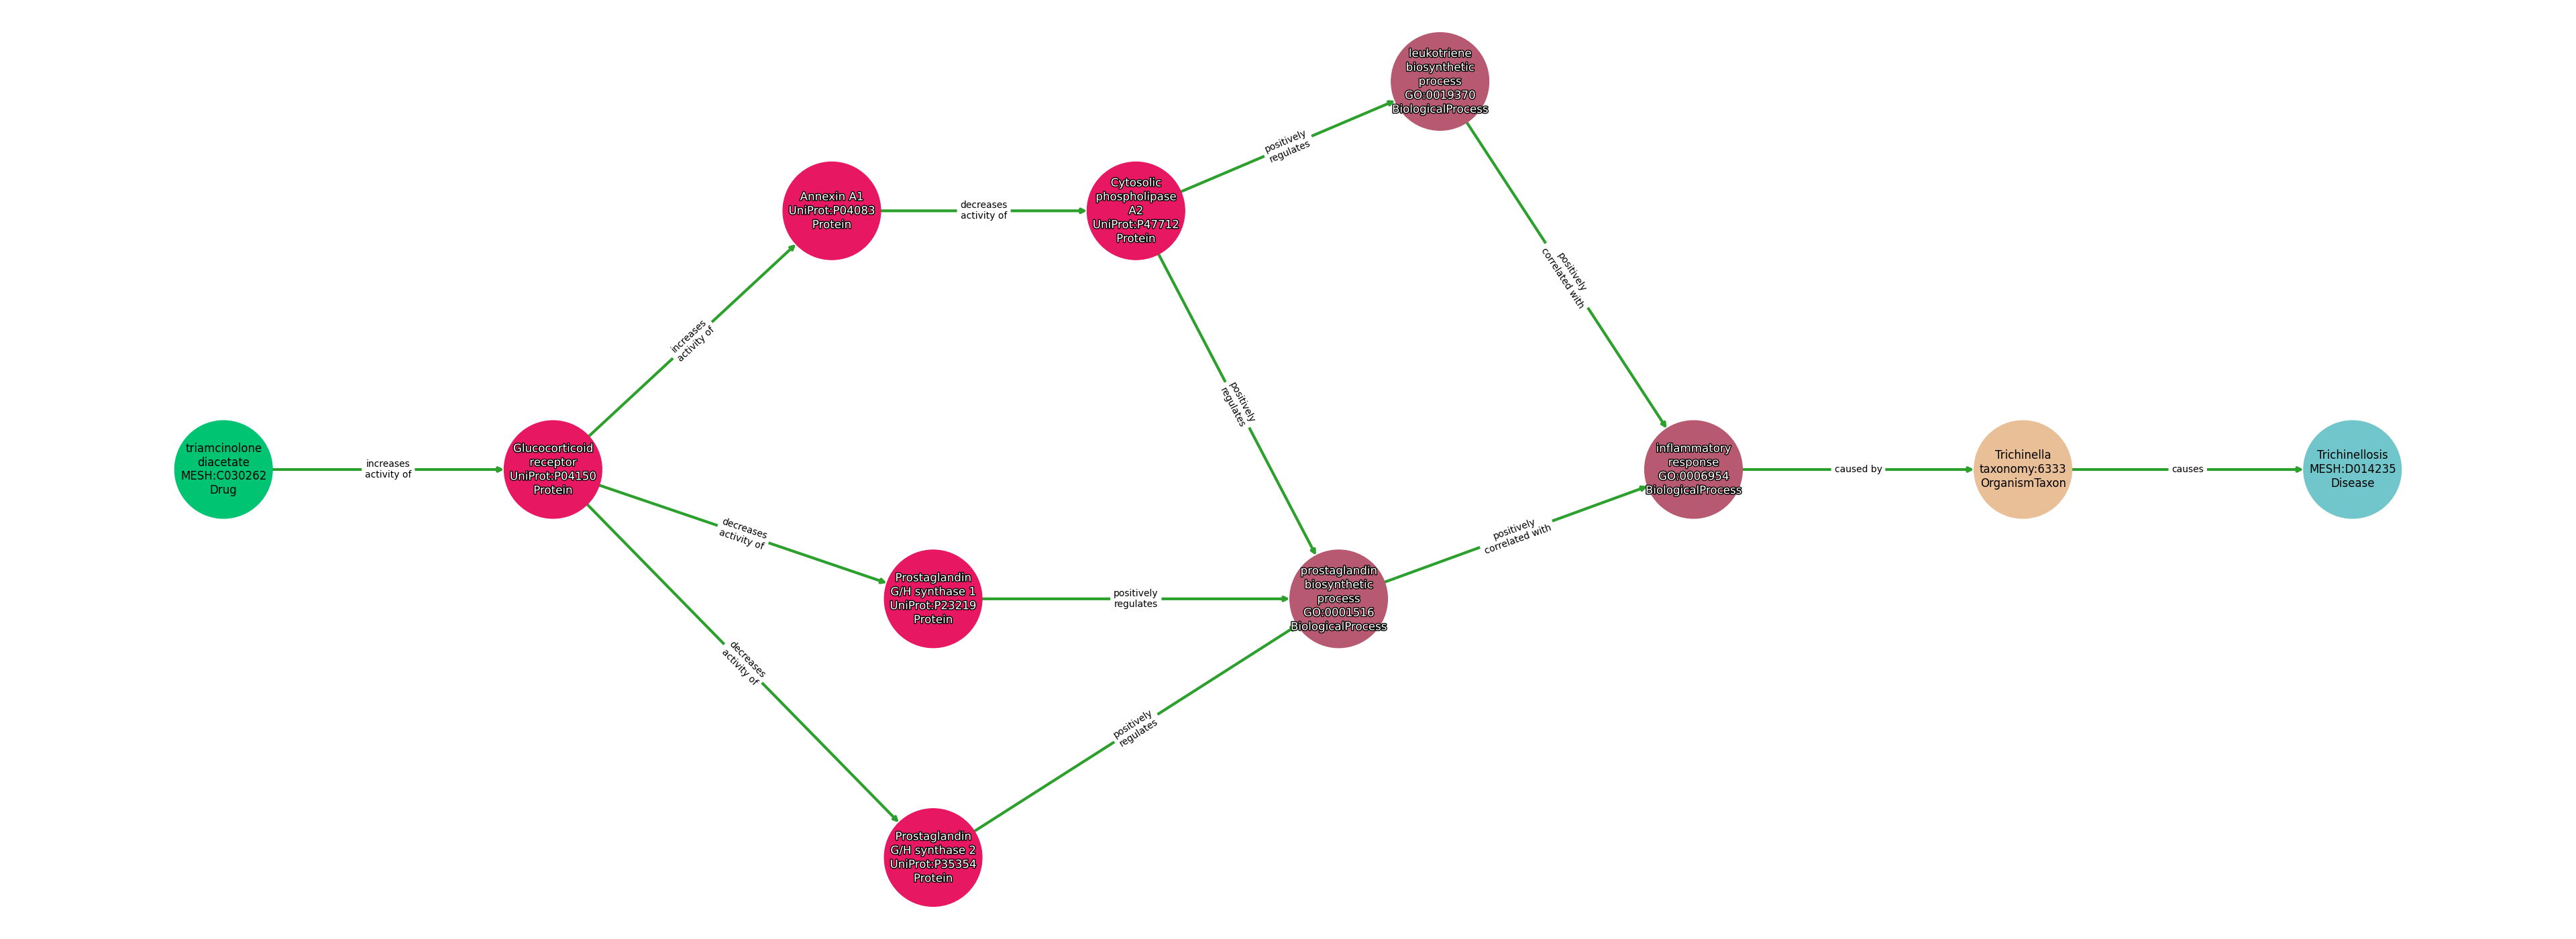 leukotriene
biosynthetic
process
GO:0019370
BiologicalProcess
positively
regulates
Annexin A1
UniProt:P04083
Protein
decreases
activity of
Cytosolic
phospholipase
A2
UniProt:P47712
Protein
positively
correlated with
increases
activity of
positively
regulates
triamcinolone
diacetate
MESH:C030262
Drug
increases
activity of
Glucocorticoid
receptor
UniProt:P04150
Protein
inflammatory
response
GO:0006954
BiologicalProcess
caused by
Trichinella
taxonomy:6333
OrganismTaxon
causes
Trichinellosis
MESH:D014235
Disease
decreases
activity of
positively
correlated with
Prostaglandin
G/H synthase 1
UniProt:P23219
Protein
positively
regulates
prostaglandin
biosynthetic
process
GO:0001516
BiologicalProcess
decreases
activity of
positively
regulates
Prostaglandin
G/H synthase 2
UniProt:P35354
Protein